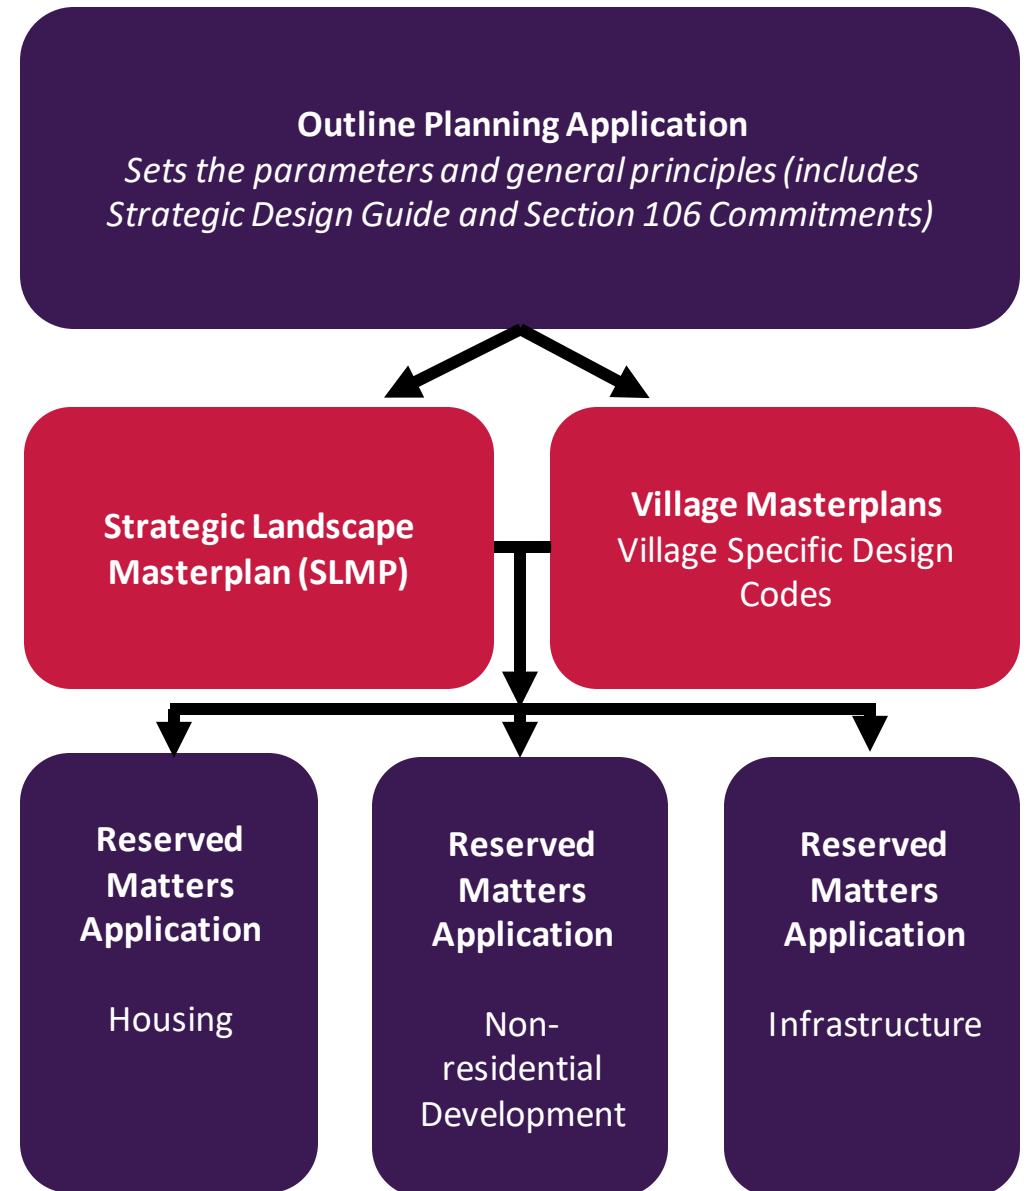 Outline Planning Application
Sets the parameters and general principles (includes
Strategic Design Guide and Section 106 Commitments)
Strategic Landscape
Masterplan (SLMP)
Village Masterplans
Village Specific Design
Codes
Reserved
Matters
Application
Housing
Reserved
Matters
Application
Non-
residential
Development
Reserved
Matters
Application
Infrastructure